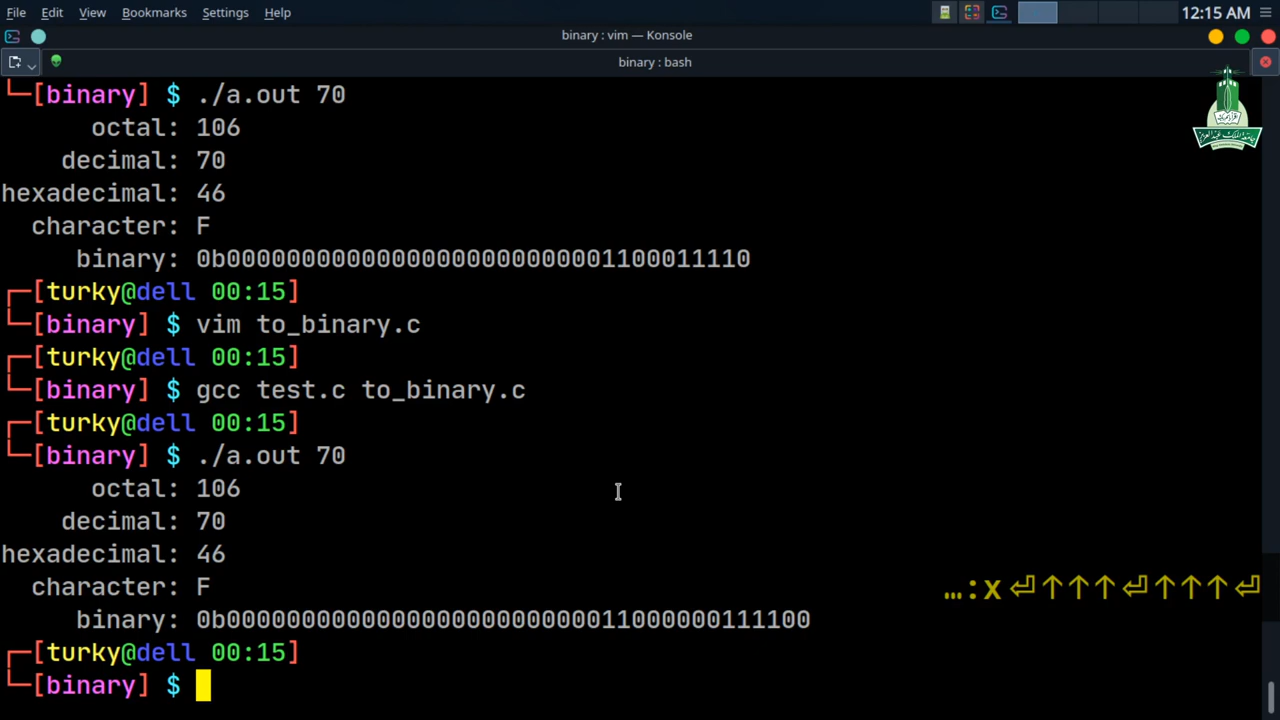 File Edit View Bookmarks Settings Help
12:15 AM
binary : vim — Konsole
binary : bash
└─[binary] $ ./a.out 70
octal: 106
decimal: 70
hexadecimal: 46
character: F
binary: 0b00000000000000000000000001100011110
┌─[turky@dell 00:15]
└─[binary] $ vim to_binary.c
┌─[turky@dell 00:15]
└─[binary] $ gcc test.c to_binary.c
┌─[turky@dell 00:15]
└─[binary] $ ./a.out 70
octal: 106
decimal: 70
hexadecimal: 46
character: F
…:x⏎↑↑↑⏎↑↑↑⏎
binary: 0b000000000000000000000000011000000111100
┌─[turky@dell 00:15]
└─[binary] $